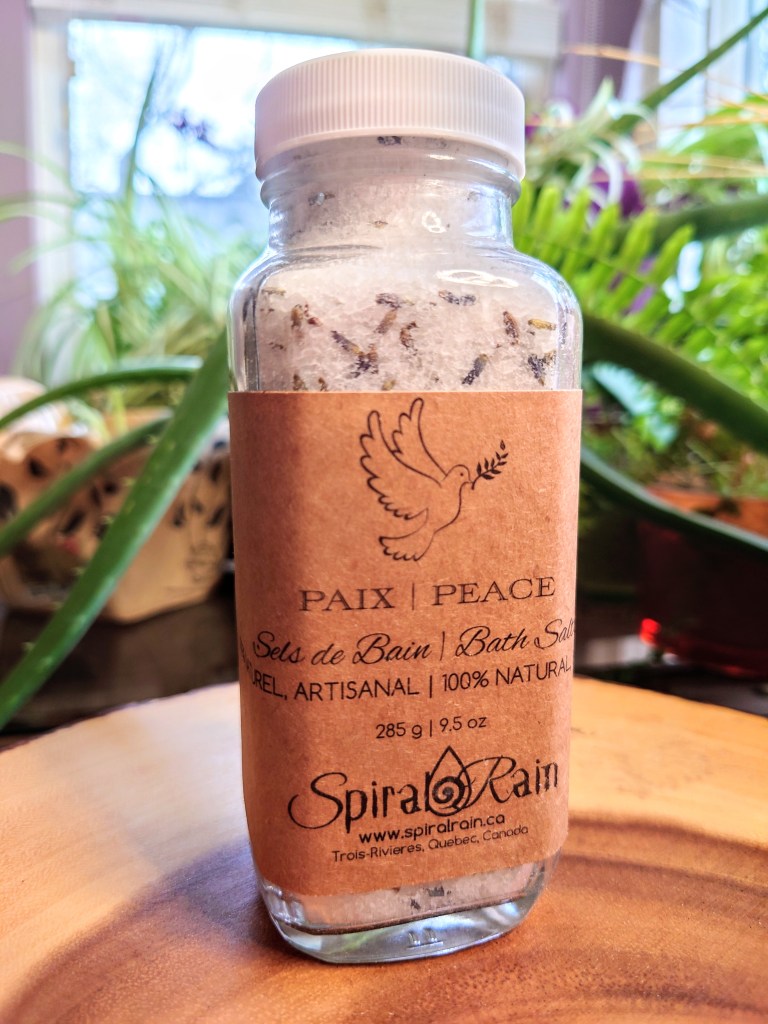 PAIX | PEACE
Sels de Bain | Bath Salts
ARTISANAL | 100% NATURAL
285 g | 9.5 oz
Spiral Rain
www.spiralrain.ca
Trois-Rivieres, Quebec, Canada